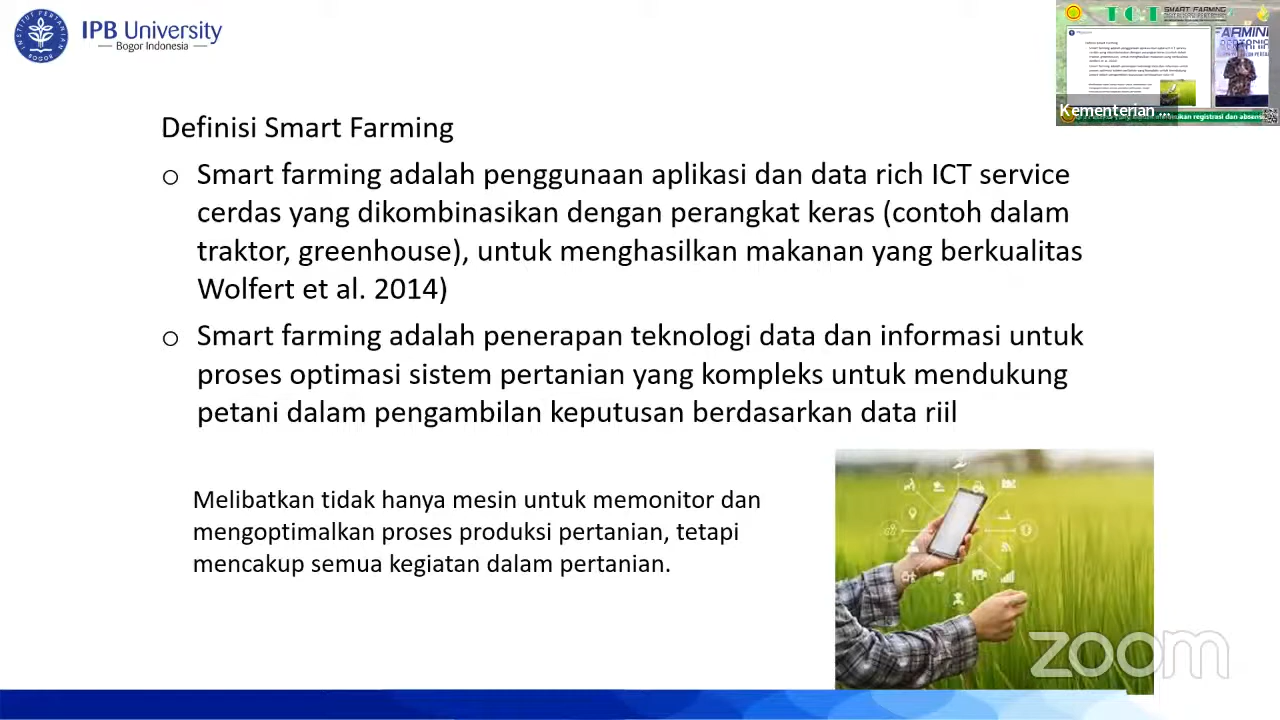 IPB University
Bogor Indonesia
SMART FARMING
Kementerian ...
Definisi Smart Farming
o Smart farming adalah penggunaan aplikasi dan data rich ICT service
cerdas yang dikombinasikan dengan perangkat keras (contoh dalam
traktor, greenhouse), untuk menghasilkan makanan yang berkualitas
Wolfert et al. 2014)
o Smart farming adalah penerapan teknologi data dan informasi untuk
proses optimasi sistem pertanian yang kompleks untuk mendukung
petani dalam pengambilan keputusan berdasarkan data riil
Melibatkan tidak hanya mesin untuk memonitor dan
mengoptimalkan proses produksi pertanian, tetapi
mencakup semua kegiatan dalam pertanian.
zoom